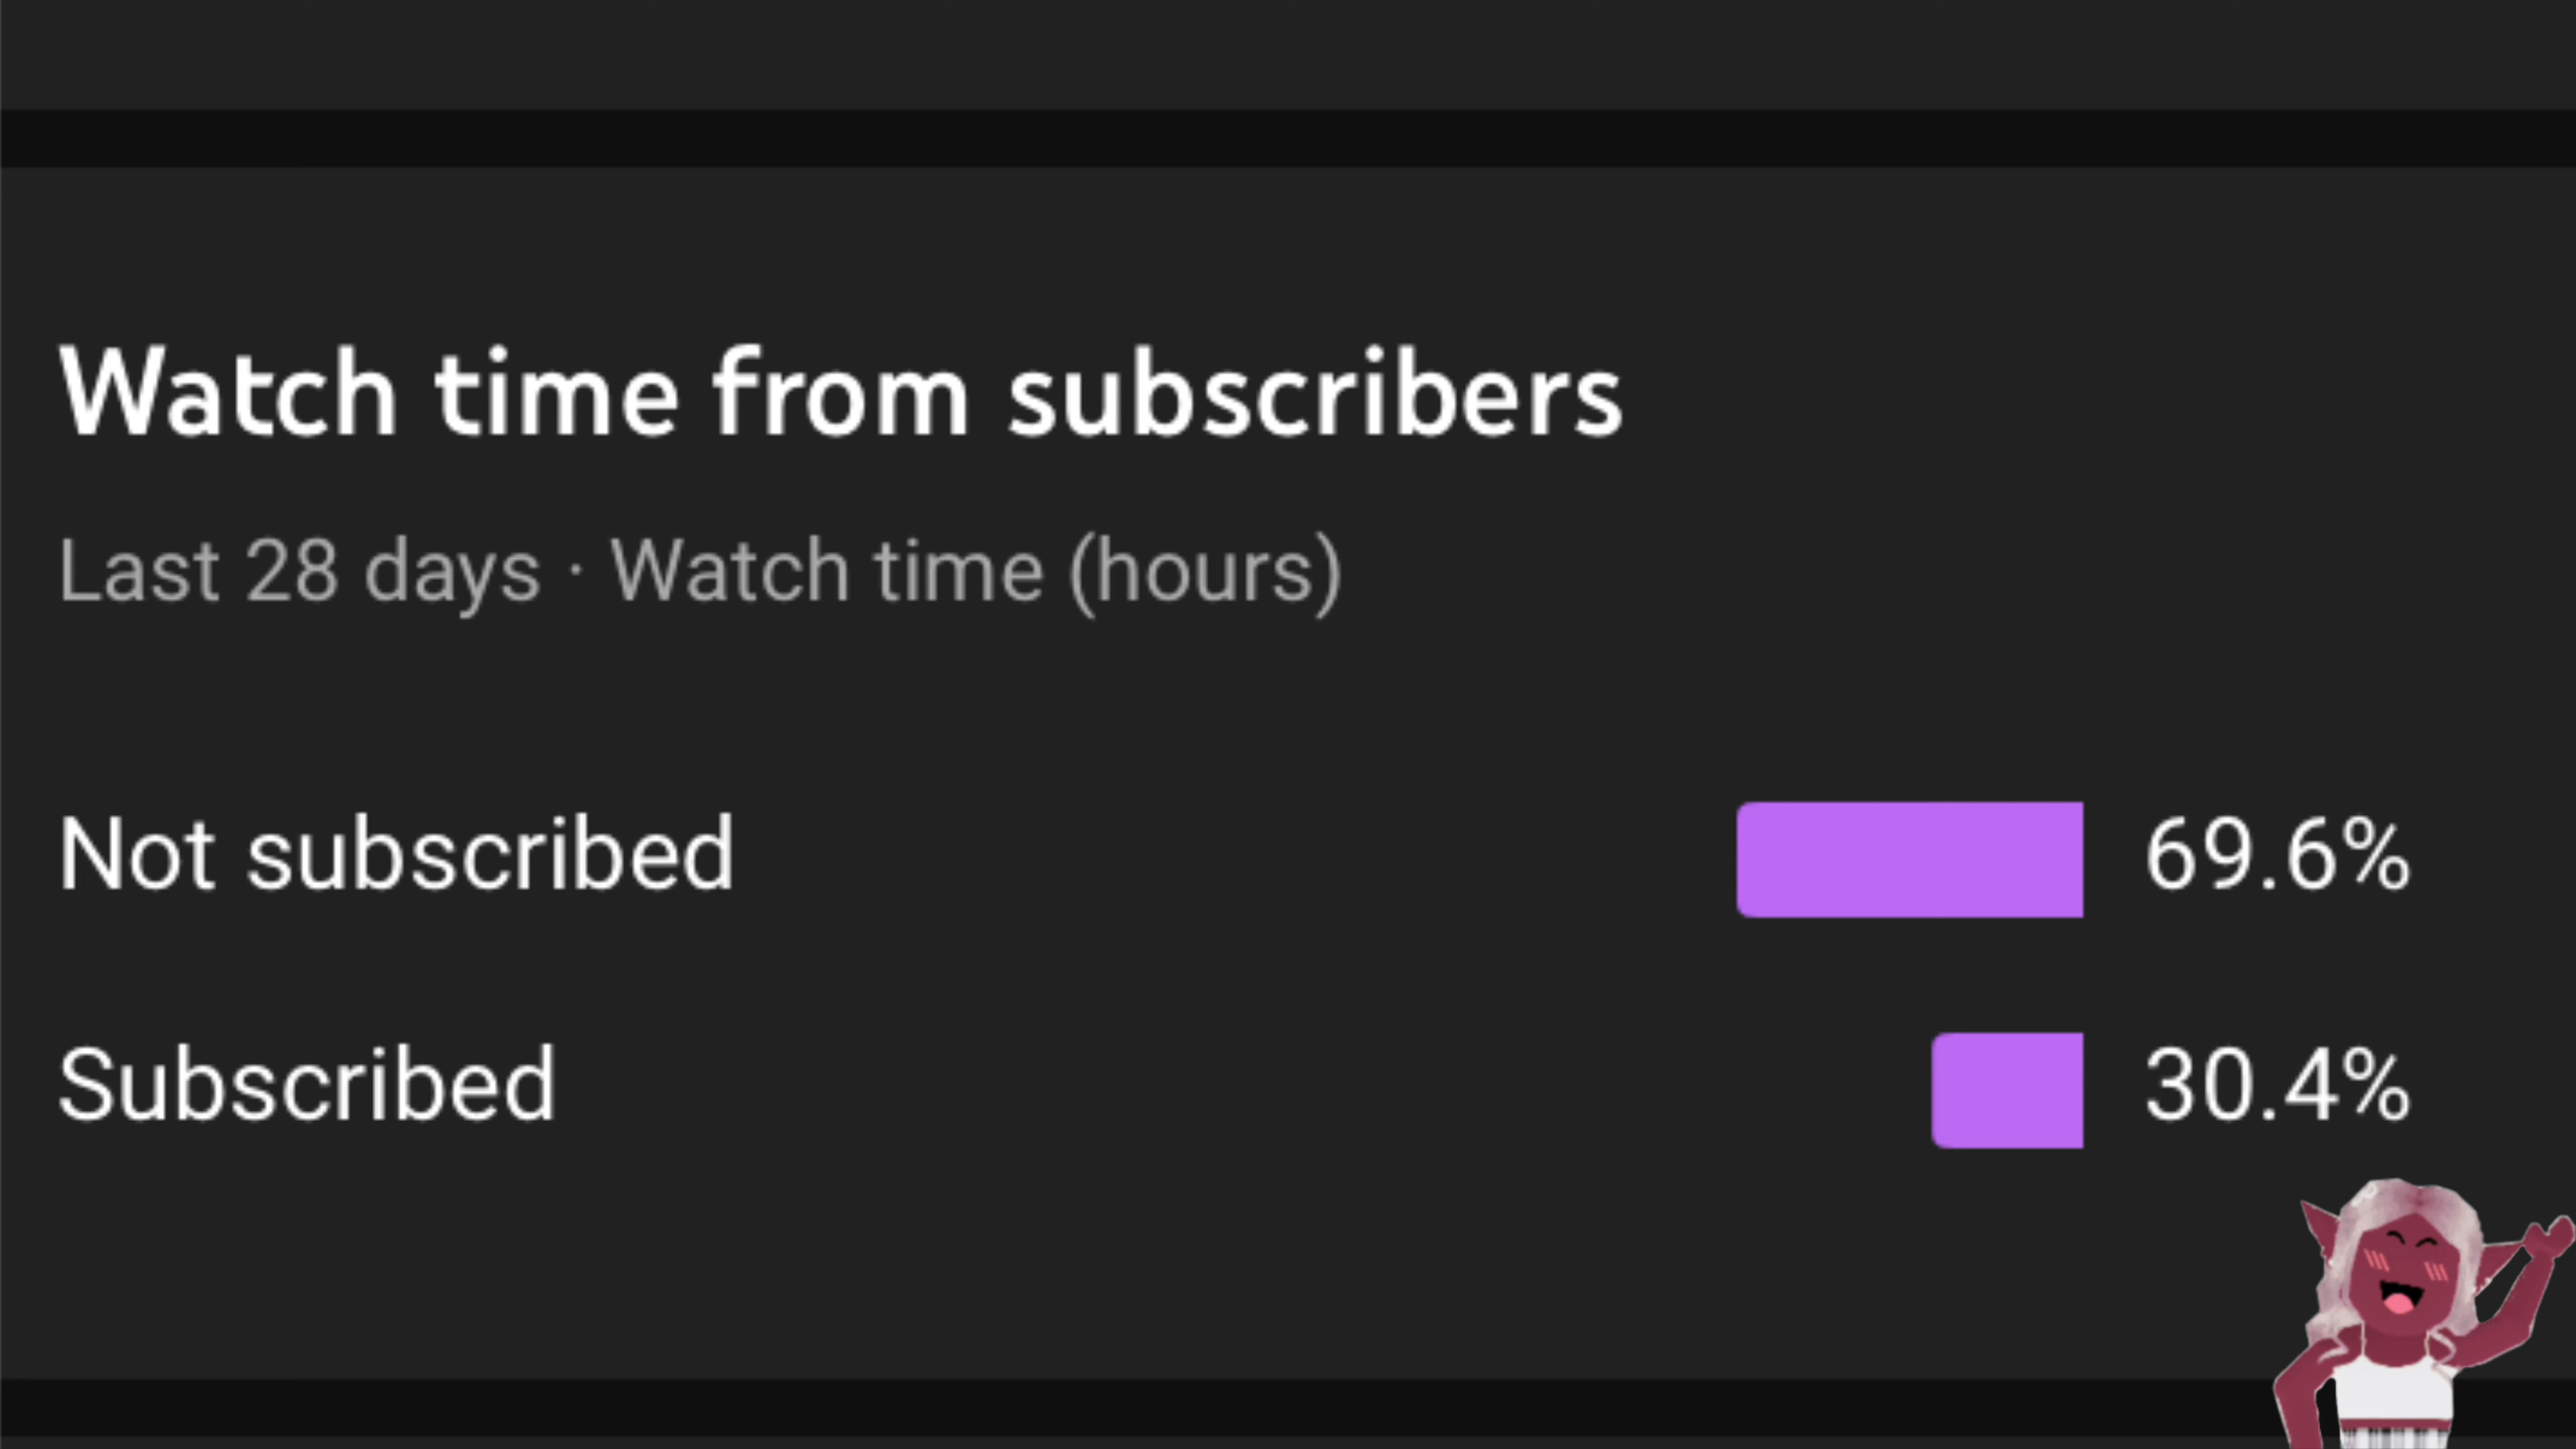 Watch time from subscribers
Last 28 days · Watch time (hours)
Not subscribed 69.6%
Subscribed 30.4%